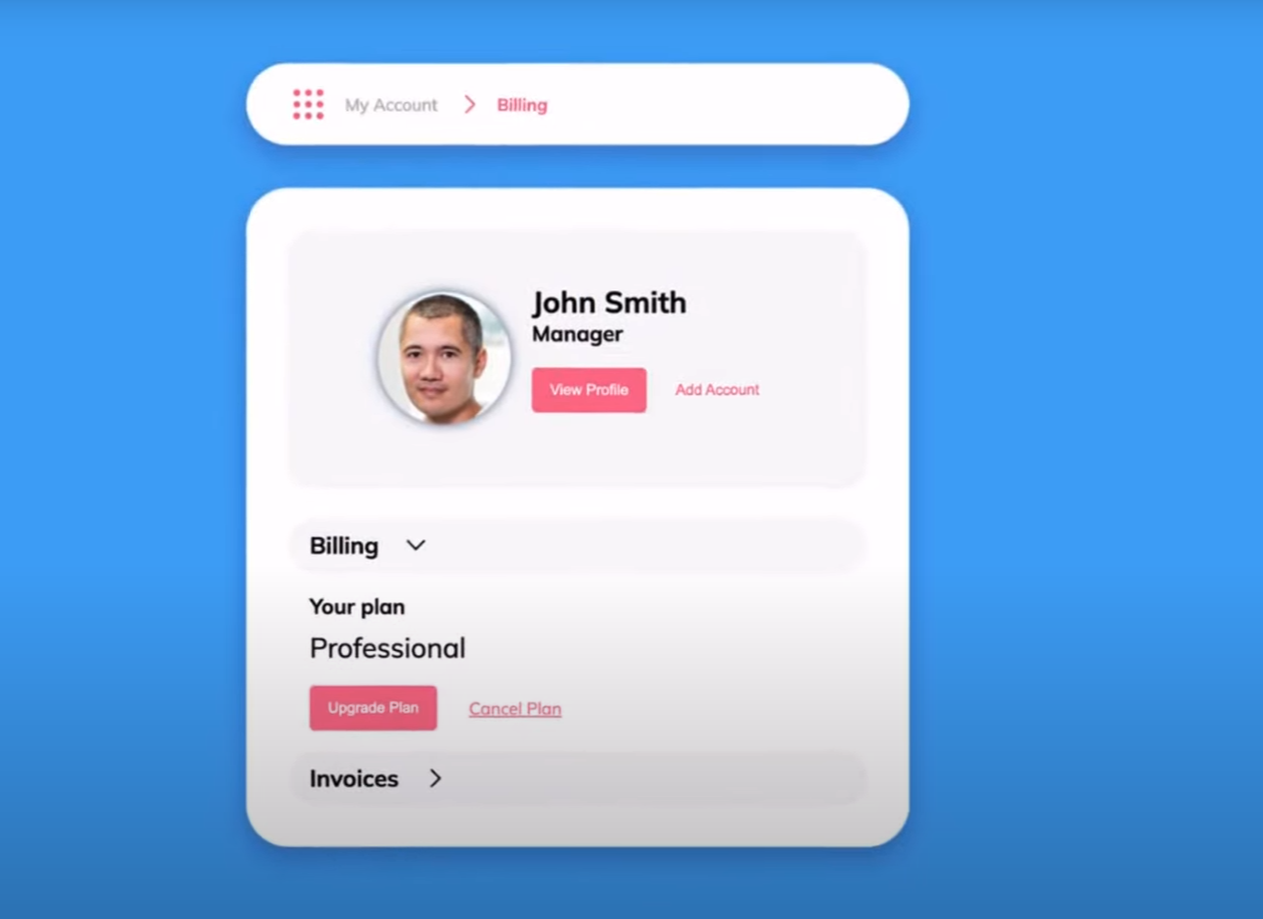 My Account > Billing
John Smith
Manager
View Profile Add Account
Billing
Your plan
Professional
Upgrade Plan Cancel Plan
Invoices